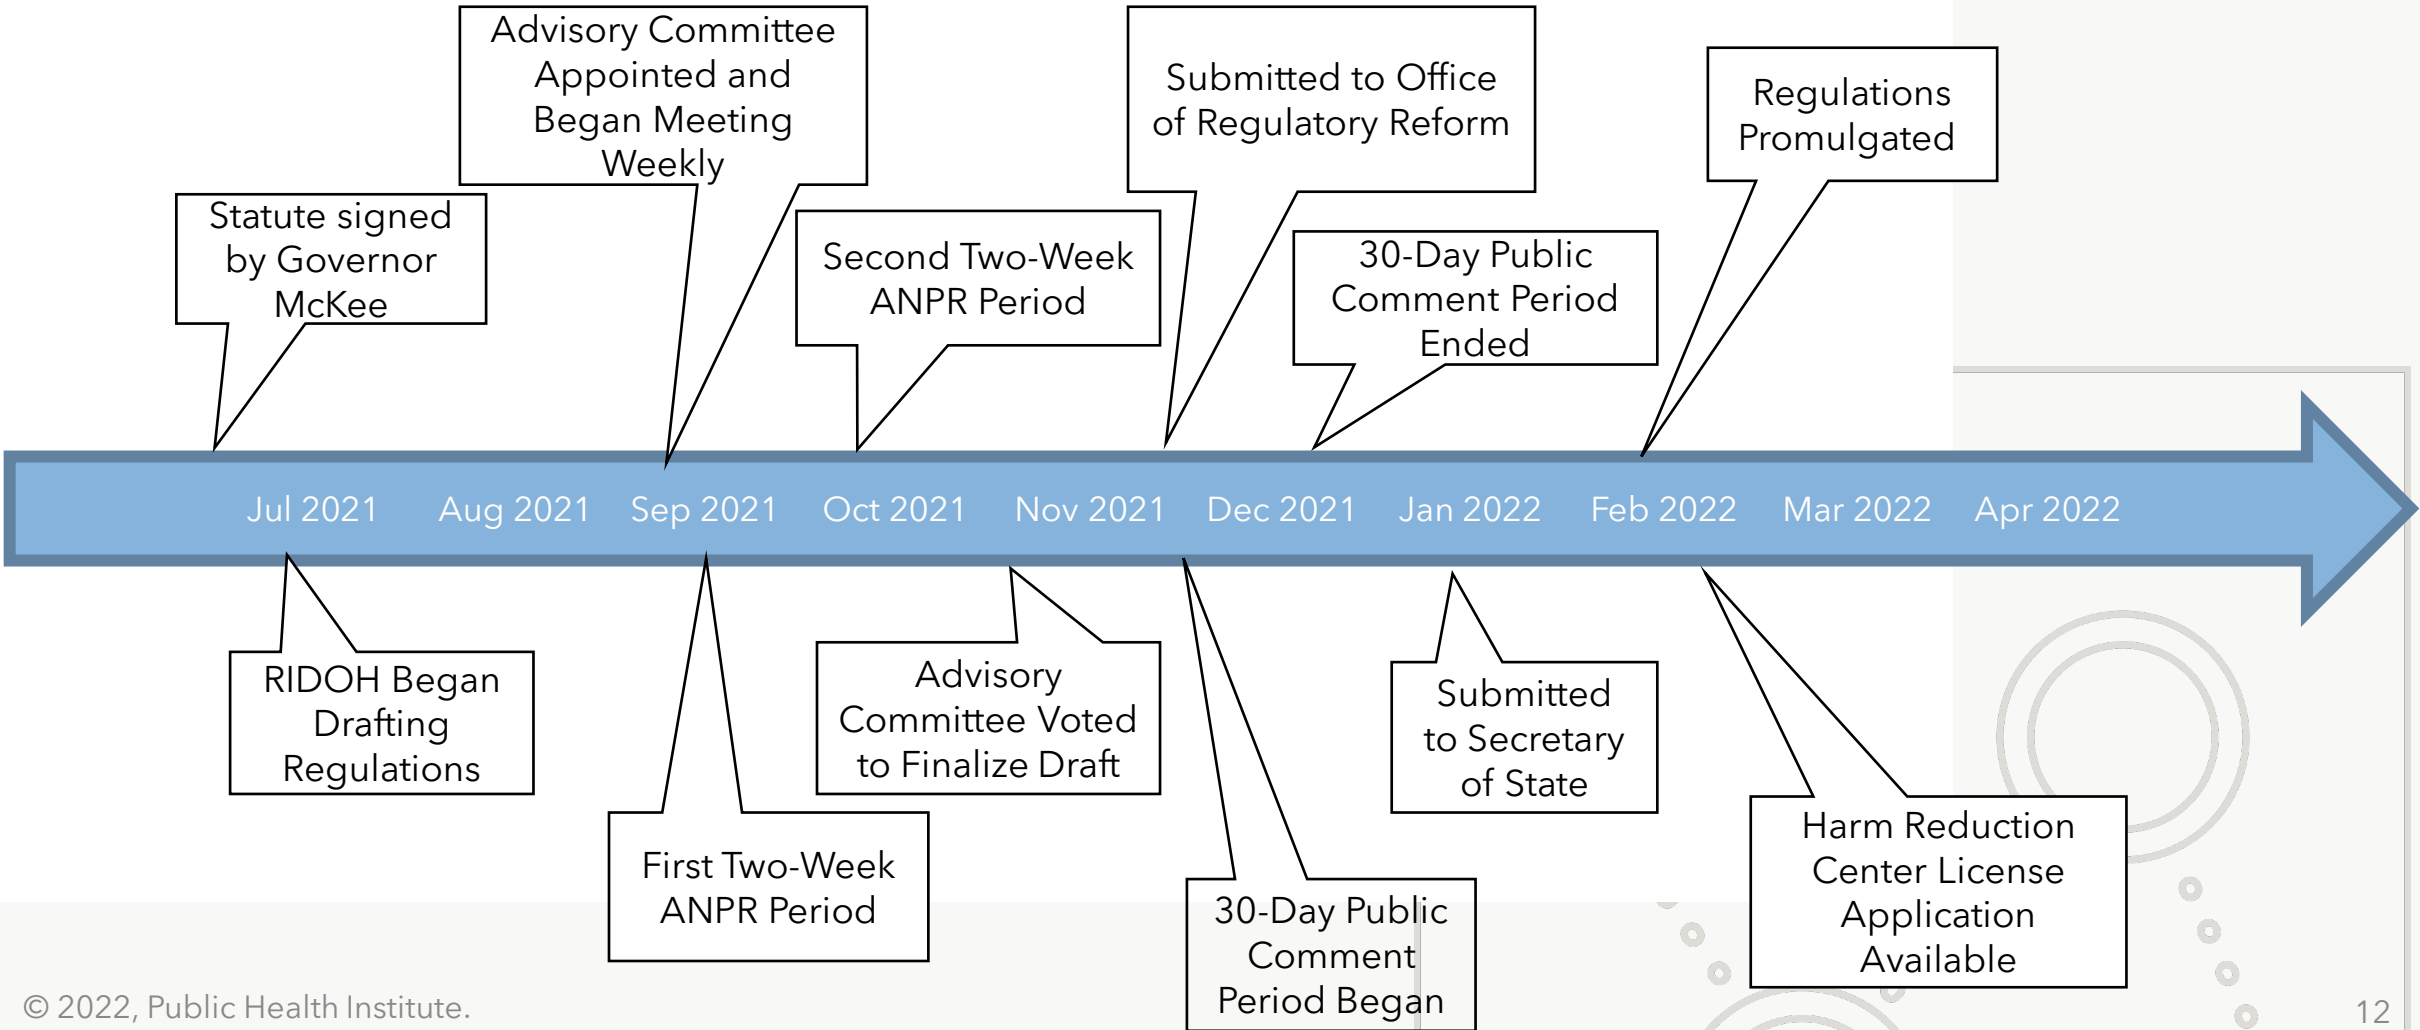 Advisory Committee
Appointed and
Began Meeting
Weekly
Submitted to Office
of Regulatory Reform
Regulations
Promulgated
Statute signed
by Governor
McKee
Second Two-Week
ANPR Period
30-Day Public
Comment Period
Ended
Jul 2021
Aug 2021
Sep 2021
Oct 2021
Nov 2021
Dec 2021
Jan 2022
Feb 2022
Mar 2022
Apr 2022
RIDOH Began
Drafting
Regulations
Advisory
Committee Voted
to Finalize Draft
Submitted
to Secretary
of State
First Two-Week
ANPR Period
30-Day Public
Comment
Period Began
Harm Reduction
Center License
Application
Available
© 2022, Public Health Institute.
12